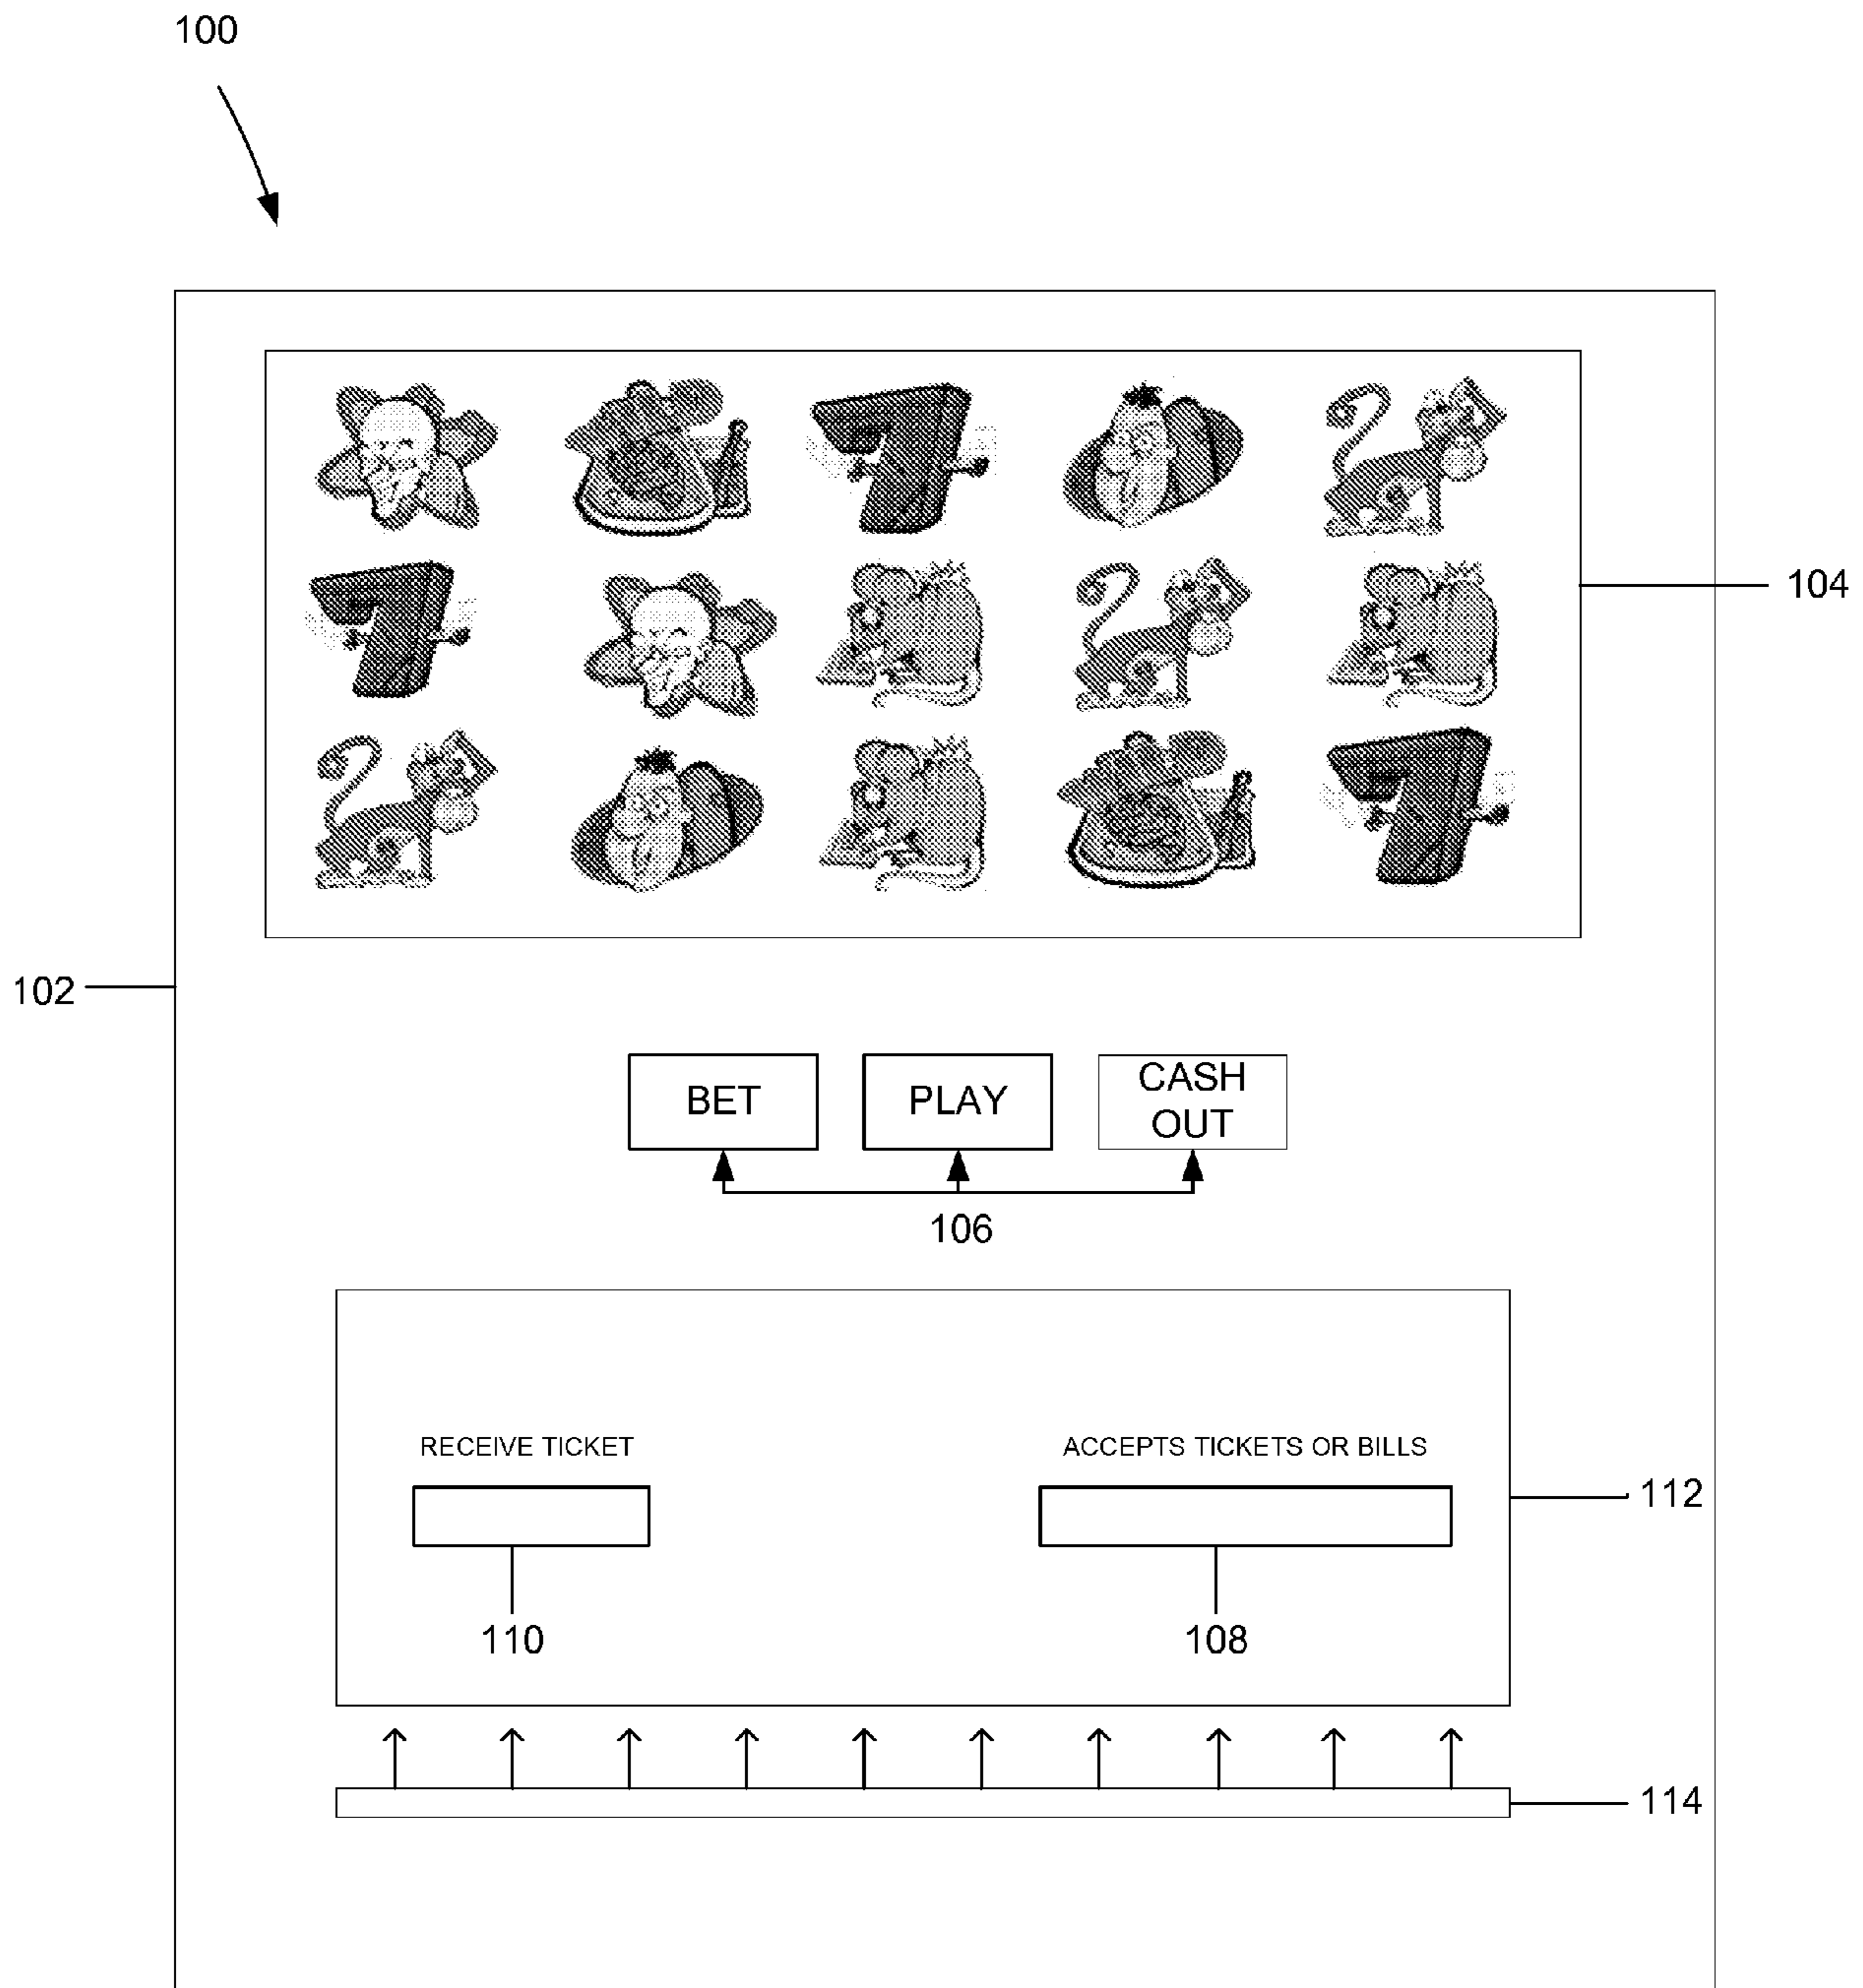 100
104
102
BET
PLAY
CASH
OUT
106
RECEIVE TICKET
ACCEPTS TICKETS OR BILLS
112
110
108
114